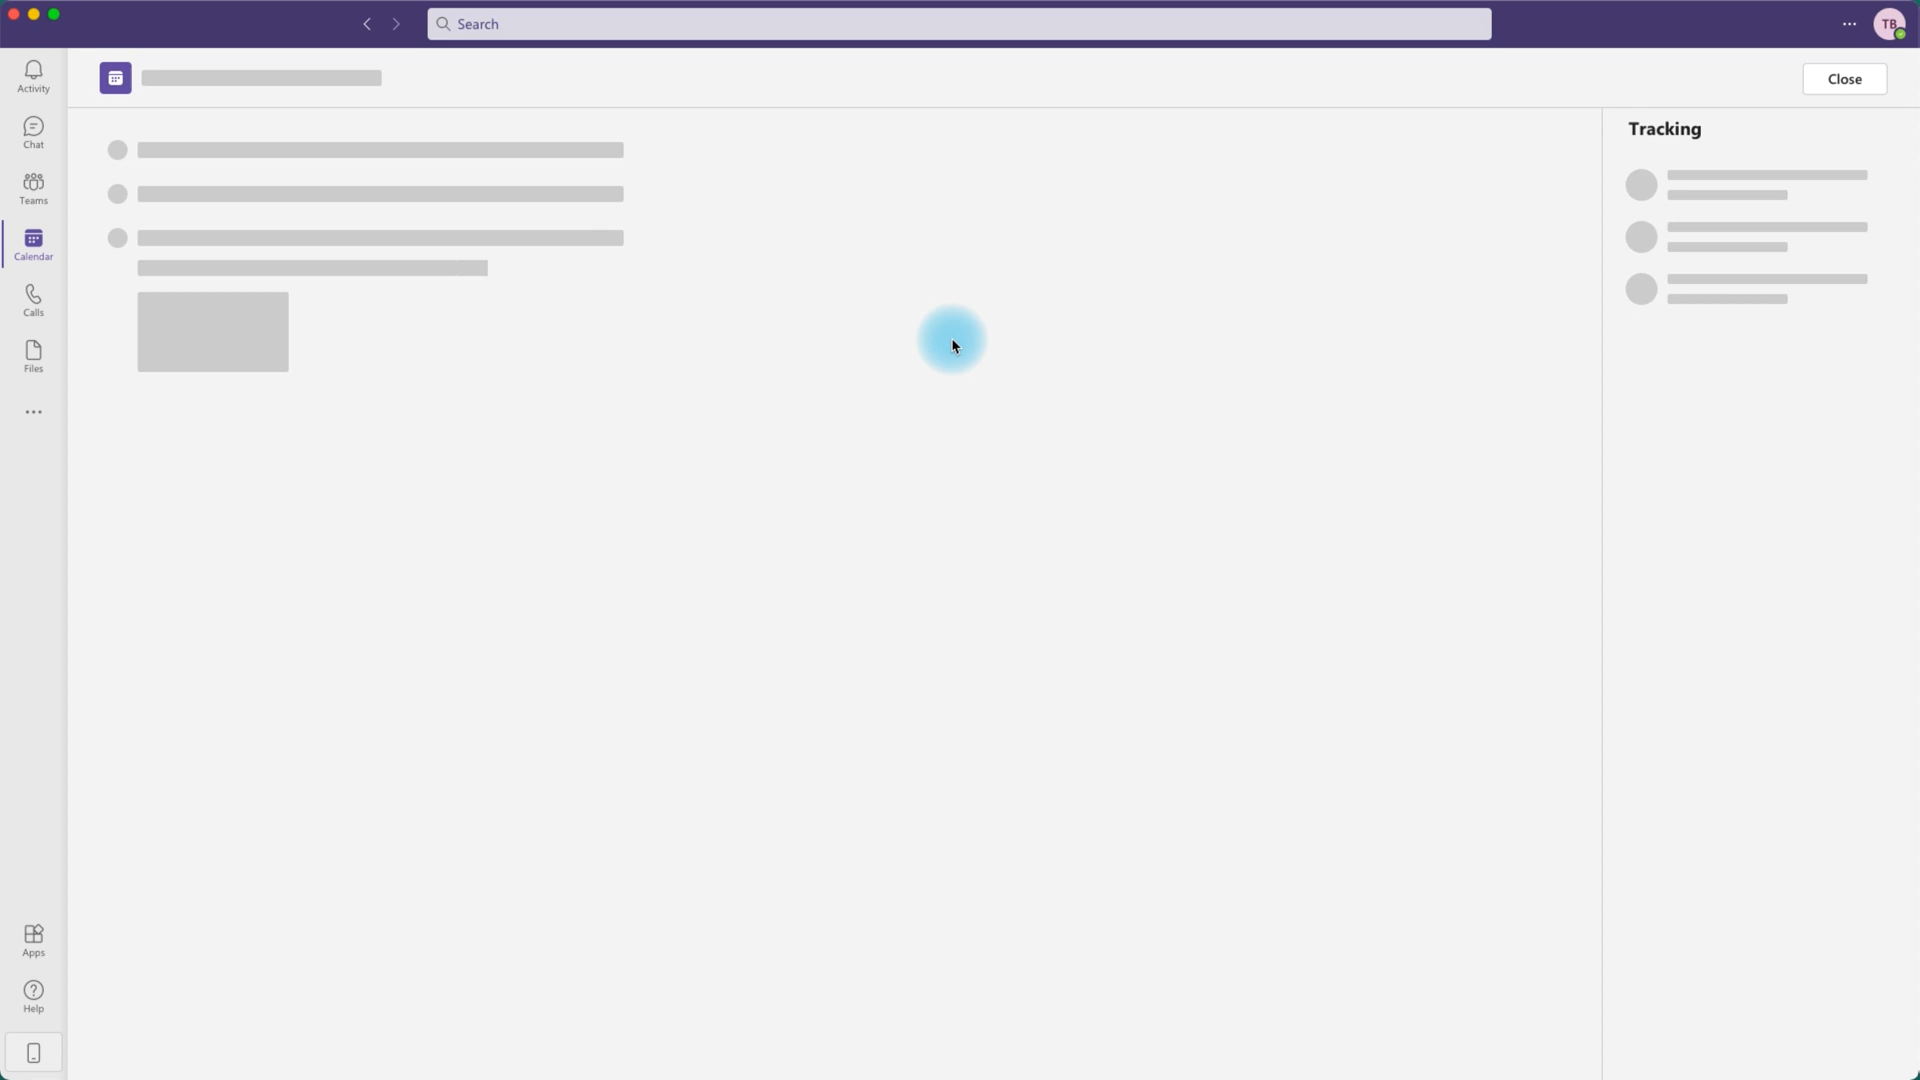 Search
TB
Activity
Close
Tracking
Chat
Teams
Calendar
Calls
Files
Apps
Help